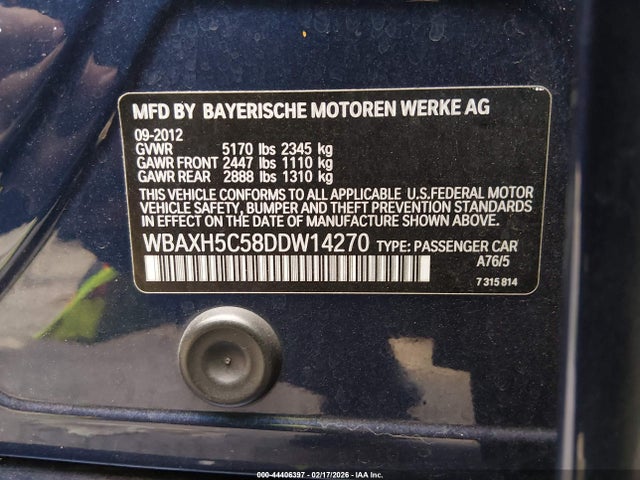 MFD BY BAYERISCHE MOTOREN WERKE AG
09-2012
GVWR 5170 lbs 2345 kg
GAWR FRONT 2447 lbs 1110 kg
GAWR REAR 2888 lbs 1310 kg
THIS VEHICLE CONFORMS TO ALL APPLICABLE U.S.FEDERAL MOTOR
VEHICLE SAFETY, BUMPER AND THEFT PREVENTION STANDARDS
IN EFFECT ON THE DATE OF MANUFACTURE SHOWN ABOVE.
WBAXH5C58DDW14270 TYPE: PASSENGER CAR
A76/5
7 315 814
000-44406397 - 02/17/2026 - IAA Inc.